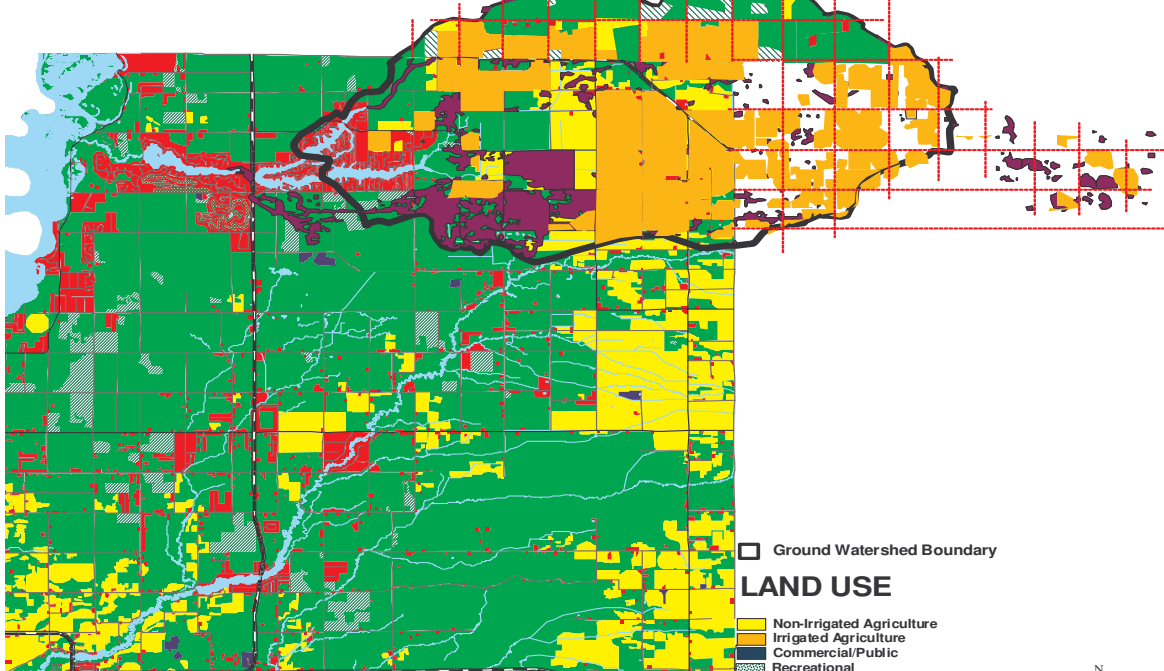 Ground Watershed Boundary
LAND USE
Non-Irrigated Agriculture
Irrigated Agriculture
Commercial/Public
Recreational
N